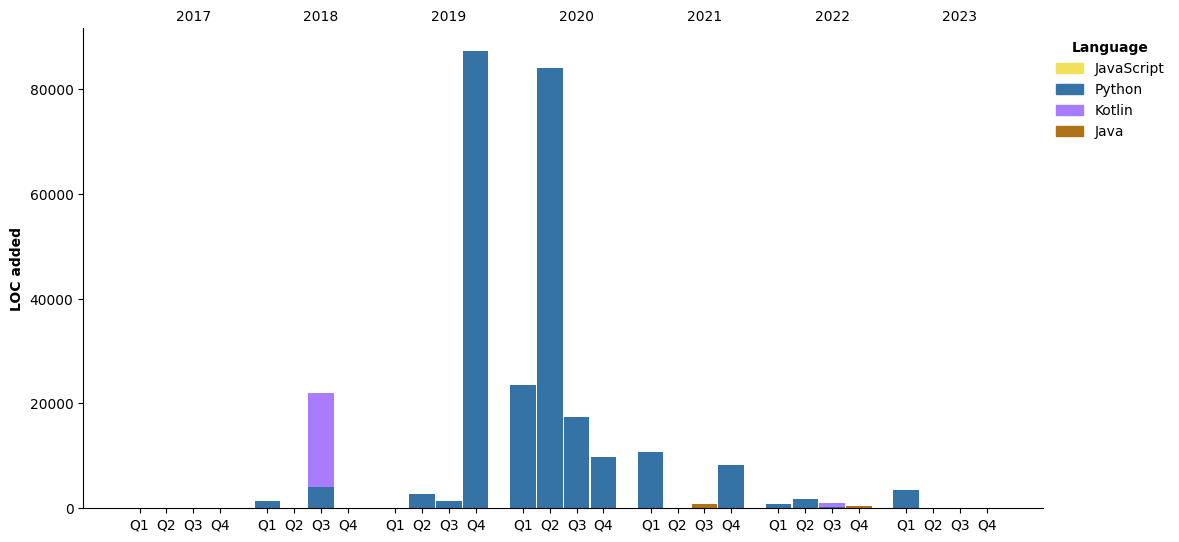 2017 2018 2019 2020 2021 2022 2023
Language
JavaScript
Python
Kotlin
Java
LOC added
80000
60000
40000
20000
0
Q1 Q2 Q3 Q4 Q1 Q2 Q3 Q4 Q1 Q2 Q3 Q4 Q1 Q2 Q3 Q4 Q1 Q2 Q3 Q4 Q1 Q2 Q3 Q4 Q1 Q2 Q3 Q4